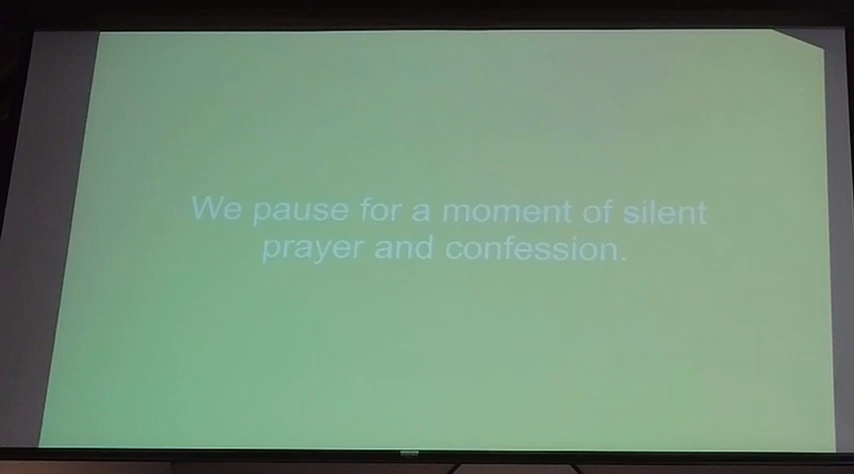 We pause for a moment of silent
prayer and confession.